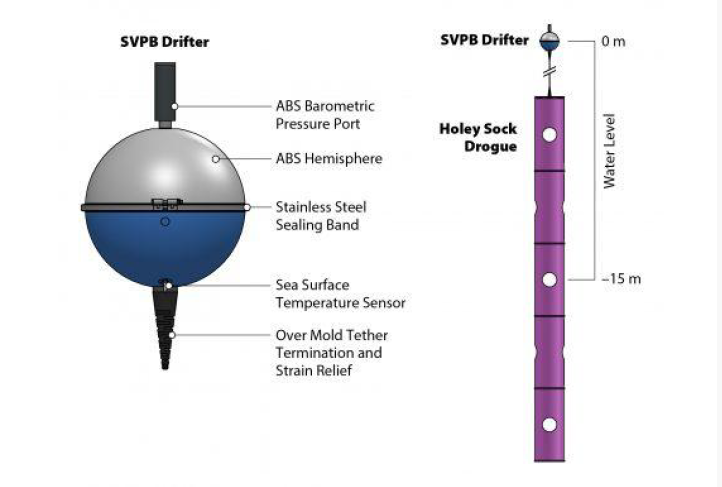 SVPB Drifter
ABS Barometric
Pressure Port
ABS Hemisphere
Stainless Steel
Sealing Band
Sea Surface
Temperature Sensor
Over Mold Tether
Termination and
Strain Relief
SVPB Drifter
0 m
Holey Sock
Drogue
Water Level
–15 m